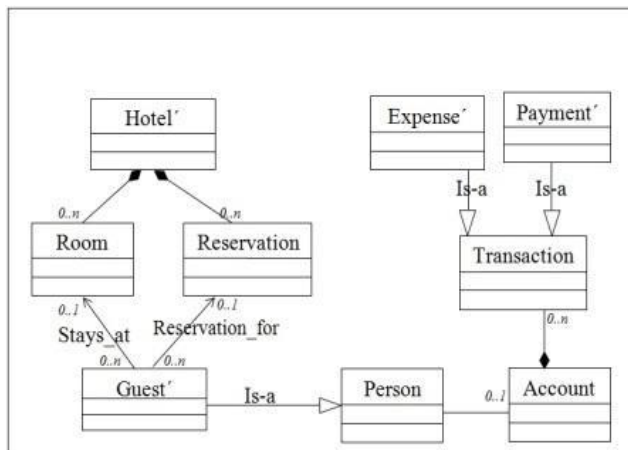 Hotel´
Expense´
Payment´
Is-a
Is-a
0..n
0..n
Room
Reservation
Transaction
0..1
0..1
0..n
Stays_at
Reservation_for
0..n
0..n
Guest´
Is-a
Person
0..1
Account